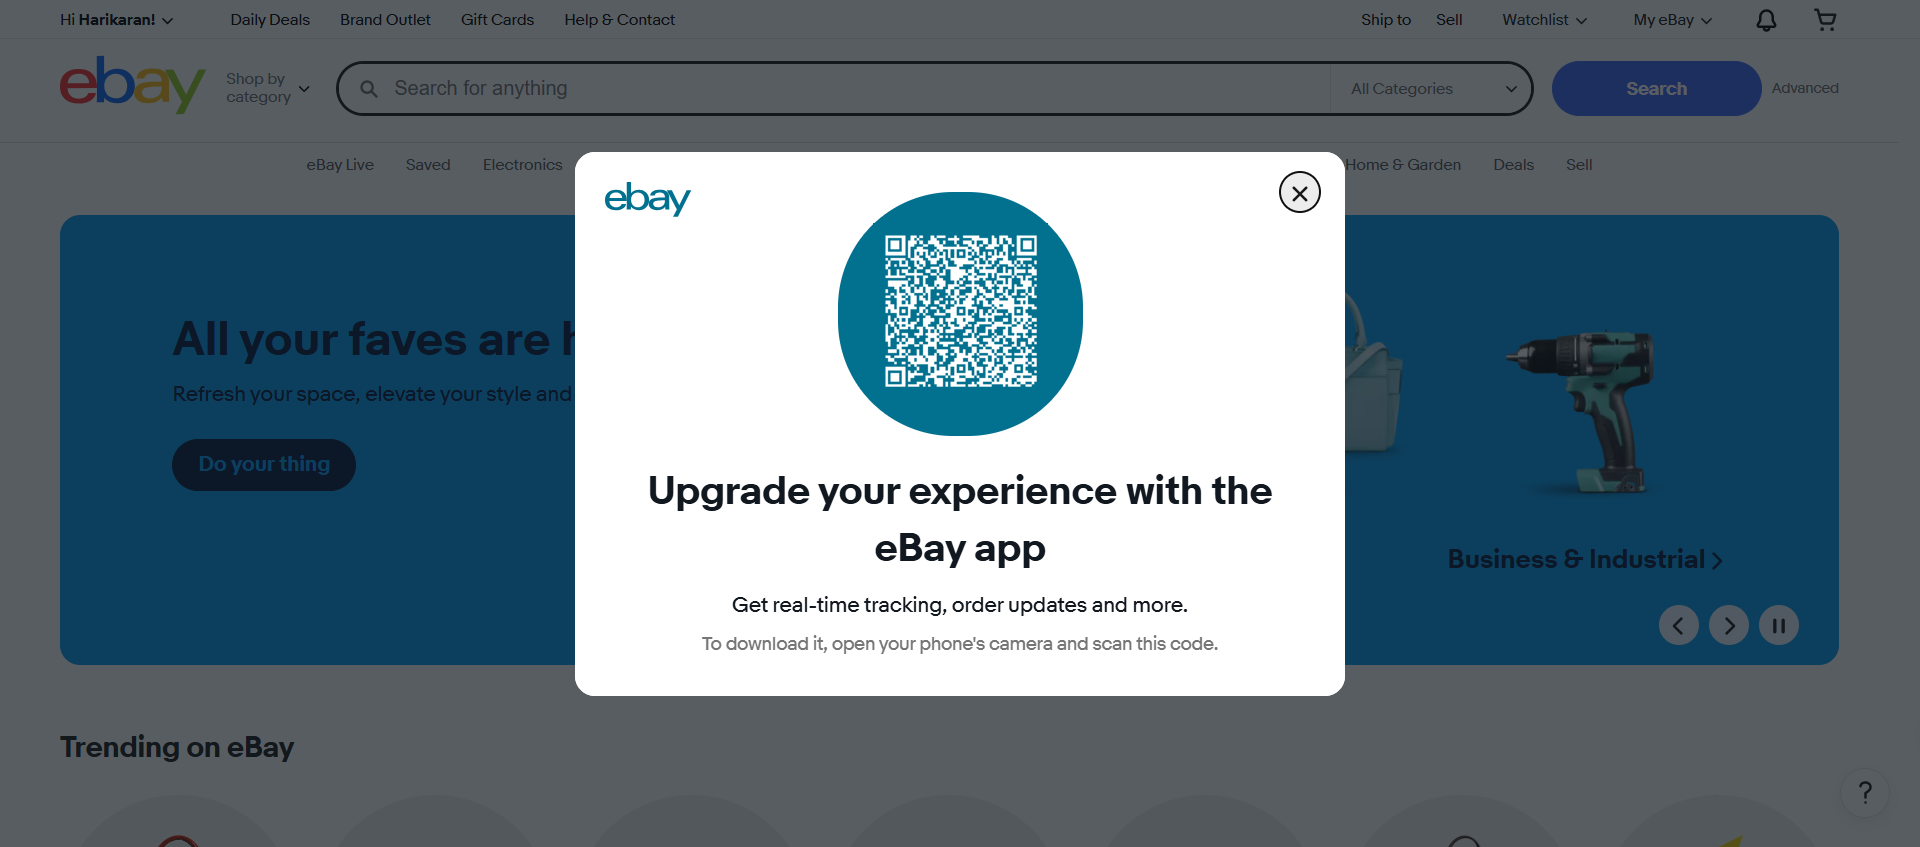 Hi Harikaran!
Daily Deals
Brand Outlet
Gift Cards
Help & Contact
Ship to
Sell
Watchlist
My eBay
ebay
Shop by
category
Search for anything
All Categories
Search
Advanced
eBay Live
Saved
Electronics
Home & Garden
Deals
Sell
All your faves are
Refresh your space, elevate your style and
Do your thing
Business & Industrial
ebay
Upgrade your experience with the
eBay app
Get real-time tracking, order updates and more.
To download it, open your phone's camera and scan this code.
Trending on eBay
?